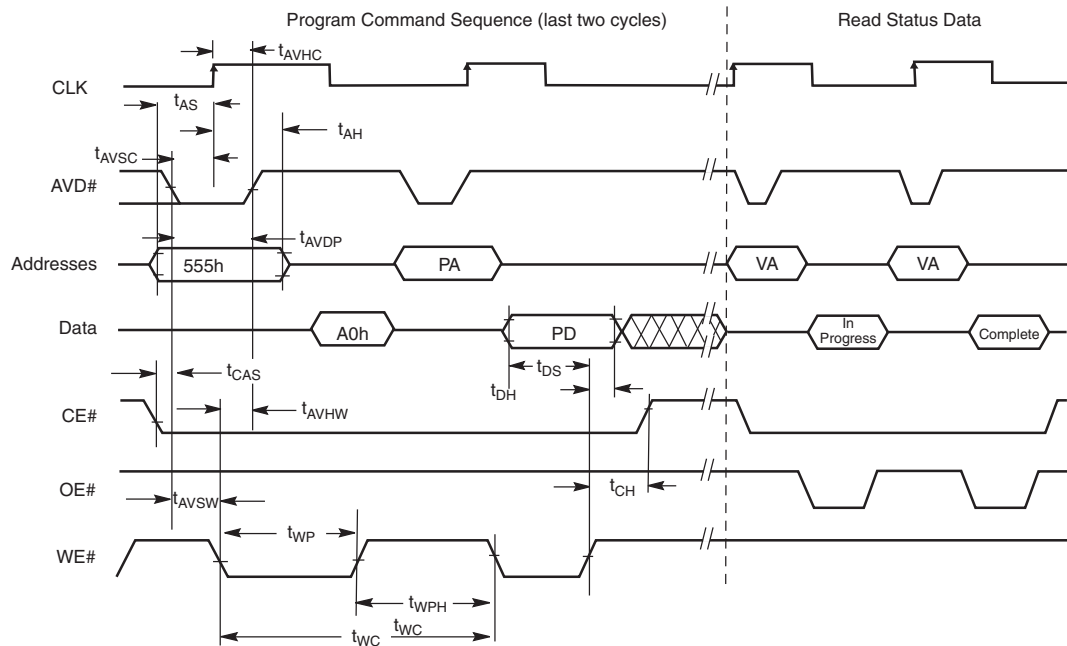 Program Command Sequence (last two cycles)
Read Status Data
tAVHC
CLK
tAS
tAH
tAVSC
AVD#
tAVDP
Addresses
555h
PA
VA
VA
Data
A0h
PD
In
Progress
Complete
tDS
tCAS
tDH
CE#
tAVHW
OE#
tCH
tAVSW
tWP
WE#
tWPH
tWC
tWC